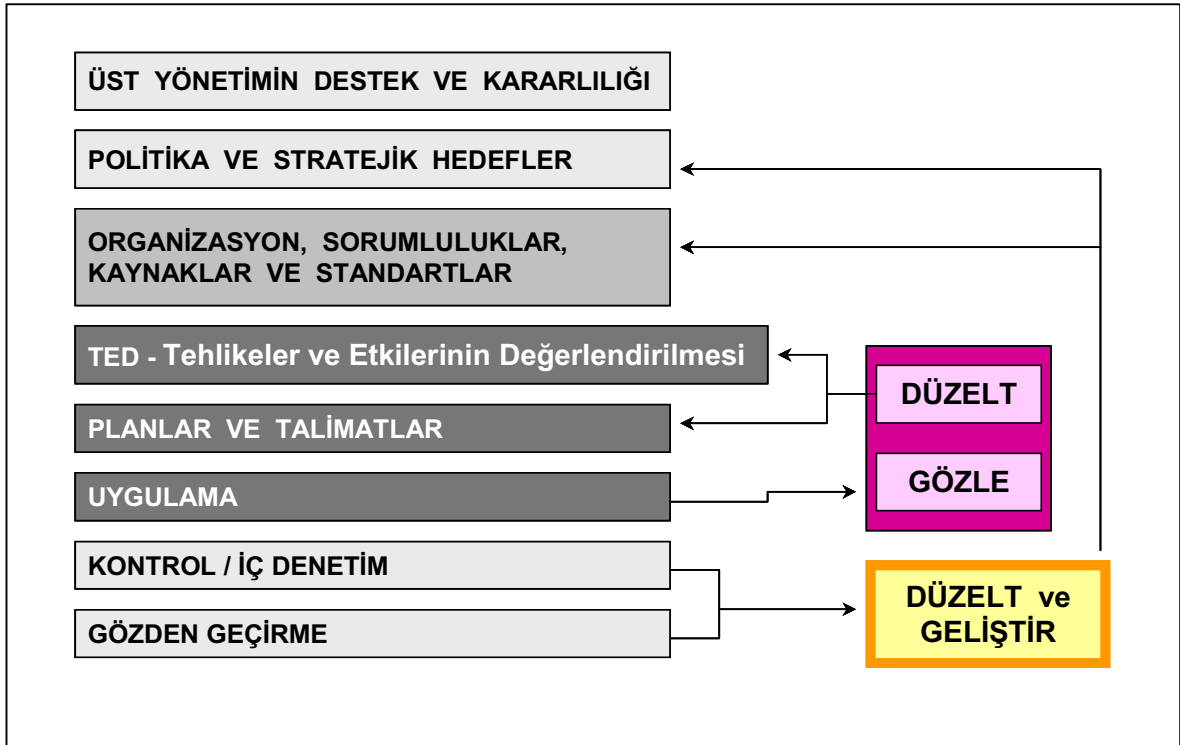 ÜST YÖNETİMİN DESTEK VE KARARLILIĞI
POLİTİKA VE STRATEJİK HEDEFLER
ORGANİZASYON, SORUMLULUKLAR,
KAYNAKLAR VE STANDARTLAR
TED - Tehlikeler ve Etkilerinin Değerlendirilmesi
PLANLAR VE TALİMATLAR
UYGULAMA
KONTROL / İÇ DENETİM
GÖZDEN GEÇİRME
DÜZELT
GÖZLE
DÜZELT ve
GELİŞTİR